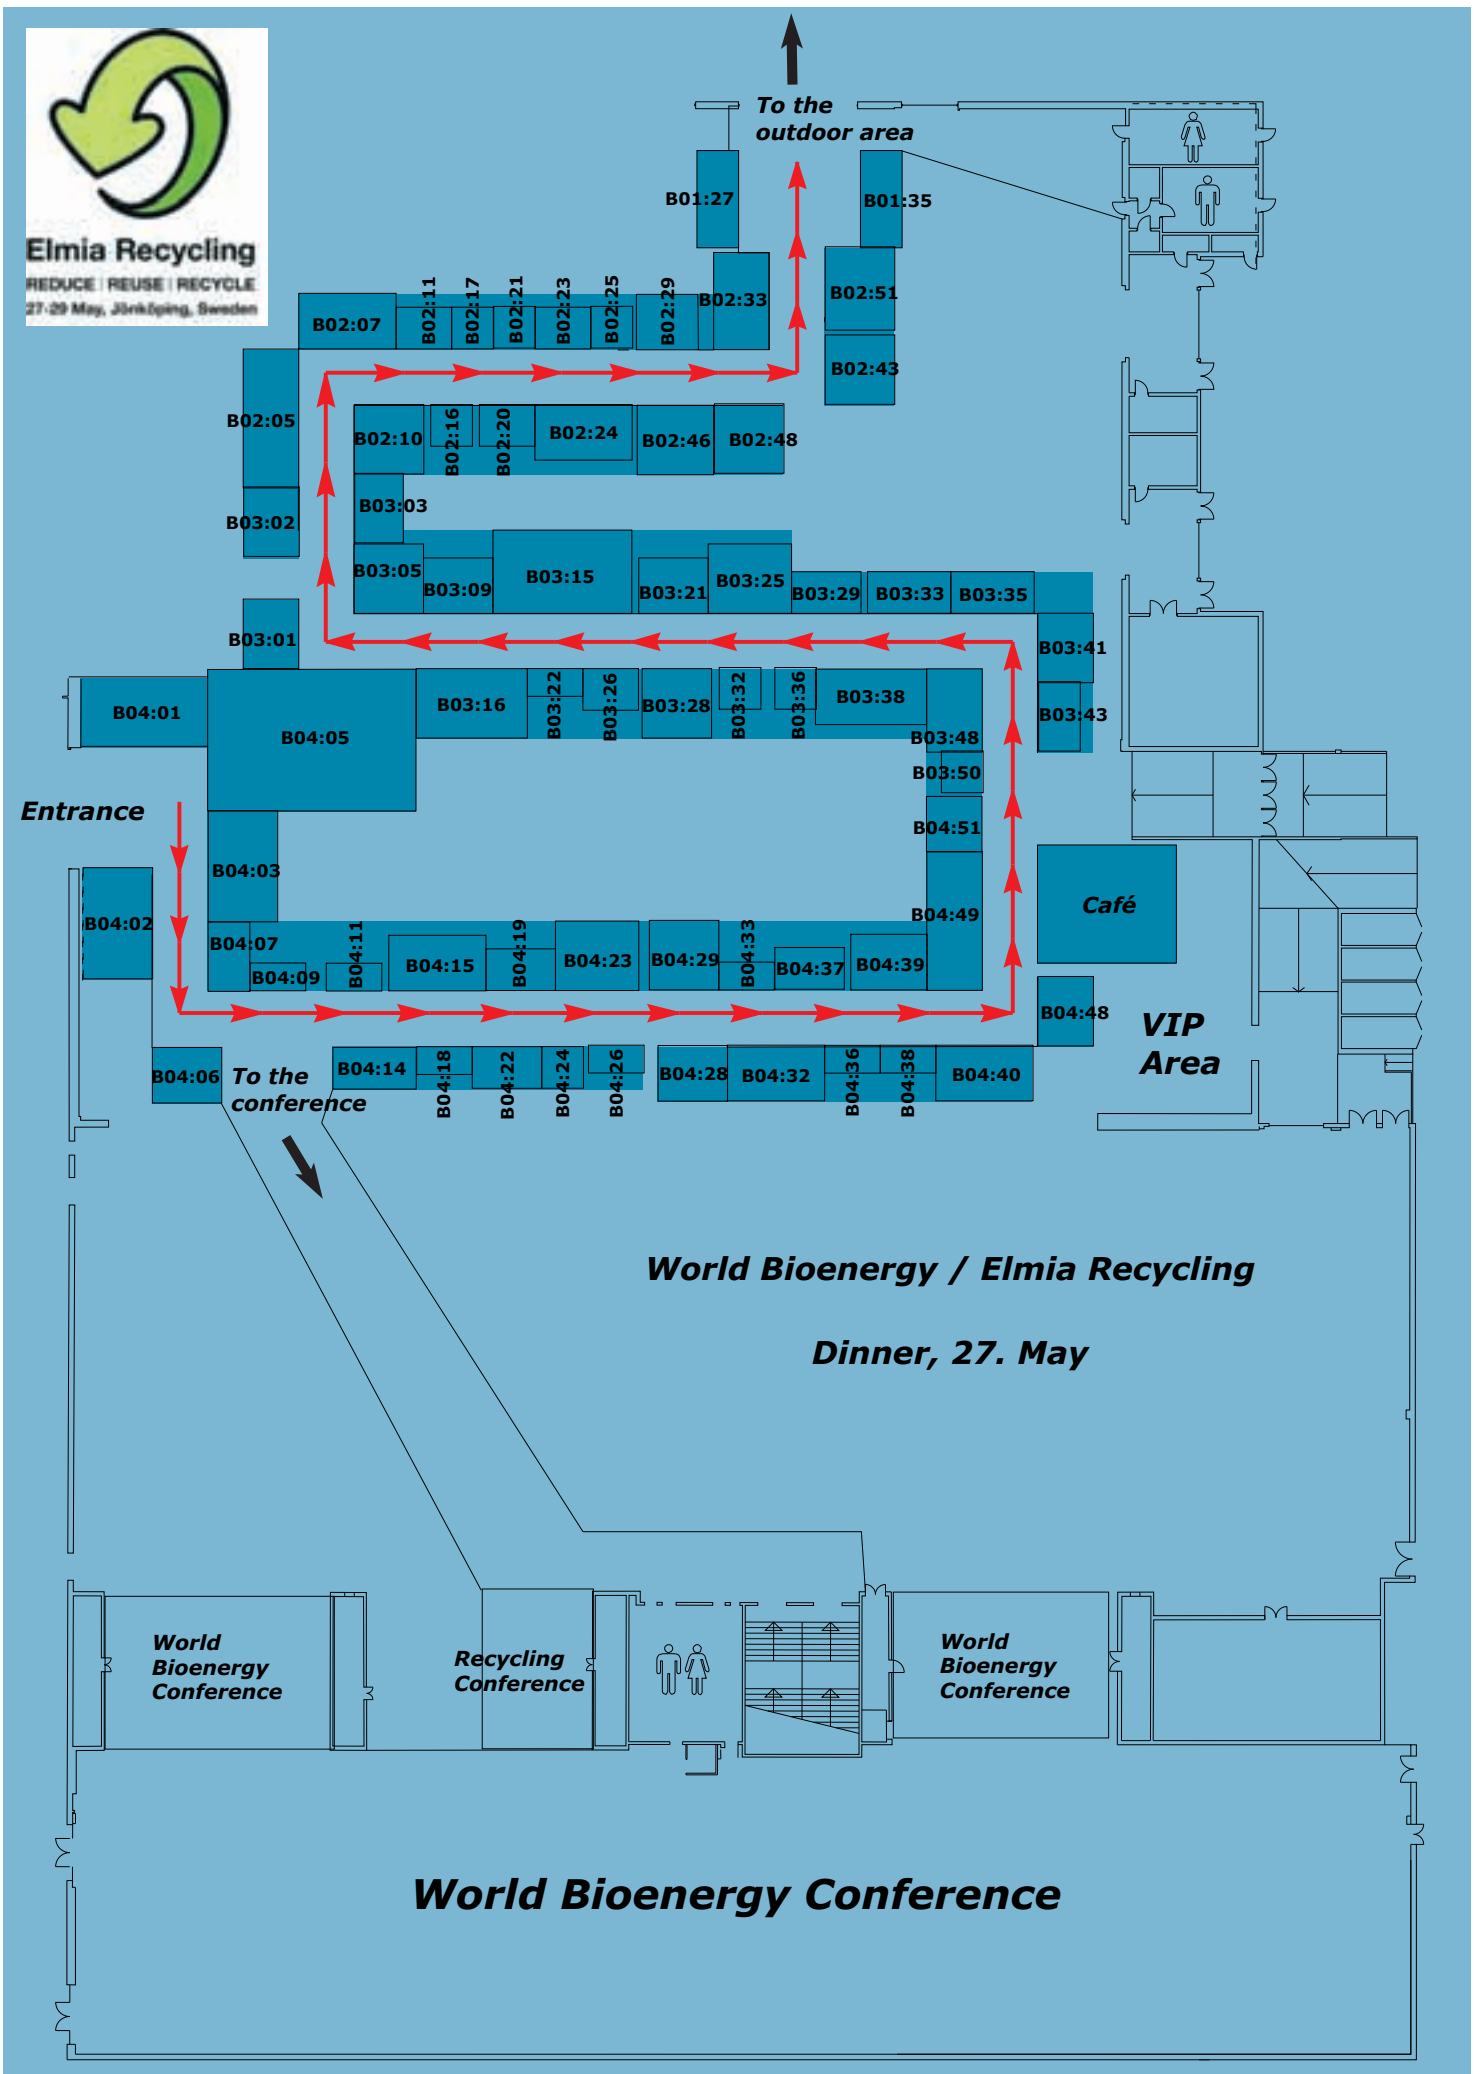 To the
outdoor area
Elmia Recycling
REDUCE | REUSE | RECYCLE
27-29 May, Jönköping, Sweden
B01:27
B01:35
B02:07
B02:11
B02:17
B02:21
B02:23
B02:25
B02:29
B02:33
B02:51
B02:43
B02:05
B02:10
B02:16
B02:20
B02:24
B02:46
B02:48
B03:02
B03:03
B03:05
B03:09
B03:15
B03:21
B03:25
B03:29
B03:33
B03:35
B03:01
B03:41
B03:43
B04:01
B04:05
B03:16
B03:22
B03:26
B03:28
B03:32
B03:36
B03:38
B03:48
B03:50
Entrance
B04:51
B04:03
B04:02
B04:49
Café
B04:07
B04:09
B04:11
B04:15
B04:19
B04:23
B04:29
B04:33
B04:37
B04:39
B04:48
VIP
Area
B04:06
To the
conference
B04:14
B04:18
B04:22
B04:24
B04:26
B04:28
B04:32
B04:36
B04:38
B04:40
World Bioenergy / Elmia Recycling
Dinner, 27. May
World
Bioenergy
Conference
Recycling
Conference
World
Bioenergy
Conference
World Bioenergy Conference